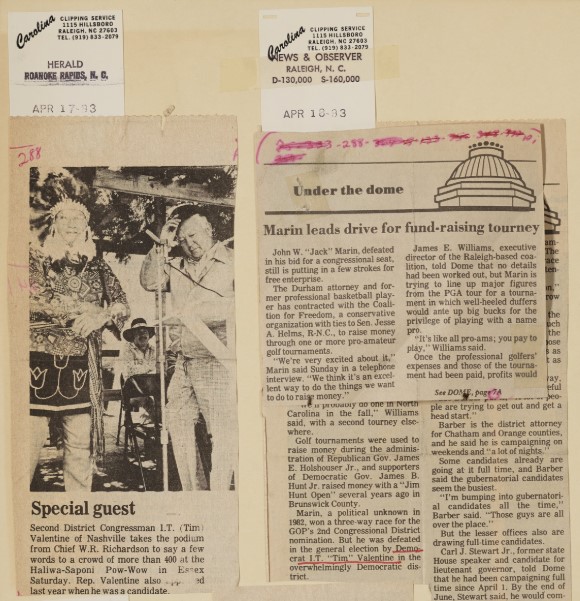 Carolina
CLIPPING SERVICE
1115 HILLSBORO
RALEIGH, NC 27603
TEL. (919) 833-2079
HERALD
ROANOKE RAPIDS, N. C.
APR 17-83
288
Special guest
Second District Congressman I.T. (Tim)
Valentine of Nashville takes the podium
from Chief W.R. Richardson to say a few
words to a crowd of more than 400 at the
Haliwa-Saponi Pow-Wow in Essex
Saturday. Rep. Valentine also appeared
last year when he was a candidate.
Carolina
CLIPPING SERVICE
1115 HILLSBORO
RALEIGH, NC 27603
TEL. (919) 833-2079
NEWS & OBSERVER
RALEIGH, N. C.
D-130,000 S-160,000
APR 18-83
-288-
Under the dome
Marin leads drive for fund-raising tourney
John W. "Jack" Marin, defeated
in his bid for a congressional seat,
still is putting in a few strokes for
free enterprise.
The Durham attorney and for-
mer professional basketball play-
er has contracted with the Coali-
tion for Freedom, a conservative
organization with ties to Sen. Jesse
A. Helms, R-N.C., to raise money
through one or more pro-amateur
golf tournaments.
"We're very excited about it,"
Marin said Sunday in a telephone
interview. "We think it's an excel-
lent way to do the things we want
to do to raise money."
James E. Williams, executive
director of the Raleigh-based coa-
lition, told Dome that no details
had been worked out, but Marin is
trying to line up major figures
from the PGA tour for a tourna-
ment in which well-heeled duffers
would ante up big bucks for the
privilege of playing with a name
pro.
"It's like all pro-ams; you pay to
play," Williams said.
Once the professional golfers'
expenses and those of the tourna-
ment had been paid, profits would
See DOME, page 7A
we'll probably do one in North
Carolina in the fall," Williams
said, with a second tourney else-
where.
Golf tournaments were used to
raise money during the adminis-
tration of Republican Gov. James
E. Holshouser Jr., and supporters
of Democratic Gov. James B.
Hunt Jr. raised money with a "Jim
Hunt Open" several years ago in
Brunswick County.
Marin, a political unknown in
1982, won a three-way race for the
GOP's 2nd Congressional District
nomination. But he was defeated
in the general election by Demo-
crat I.T. "Tim" Valentine in the
overwhelmingly Democratic dis-
trict.
ple are trying to get out and get a
head start."
Barber is the district attorney
for Chatham and Orange counties,
and he said he is campaigning on
weekends and "a lot of nights."
Some candidates already are
going at it full time, and Barber
said the gubernatorial candidates
seem the busiest.
"I'm bumping into gubernatori-
al candidates all the time,"
Barber said. "Those guys are all
over the place."
But the lesser offices also are
drawing full-time candidates.
Carl J. Stewart Jr., former state
House speaker and candidate for
lieutenant governor, told Dome
that he had been campaigning full
time since April 1. By the end of
June, Stewart said, he would com-